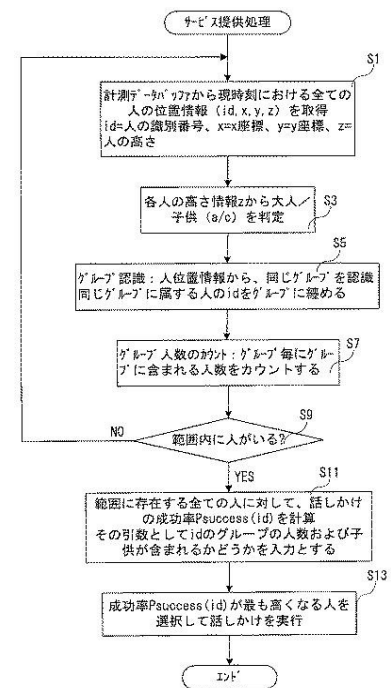 サービス提供処理
S1
計測データバッファから現時刻における全ての
人の位置情報（id,x,y,z）を取得
id=人の識別番号、x=x座標、y=y座標、z=
人の高さ
S3
各人の高さ情報zから大人／
子供（a/c）を判定
S5
グループ認識：人位置情報から、同じグループを認識
同じグループに属する人のidをグループに纏める
S7
グループ人数のカウント：グループ毎にグルー
プに含まれる人数をカウントする
S9
NO
範囲内に人がいる?
YES
S11
範囲に存在する全ての人に対して、話しかけ
の成功率Psuccess(id)を計算
その引数としてidのグループの人数および子
供が含まれるかどうかを入力とする
S13
成功率Psuccess(id)が最も高くなる人を
選択して話しかけを実行
エンド